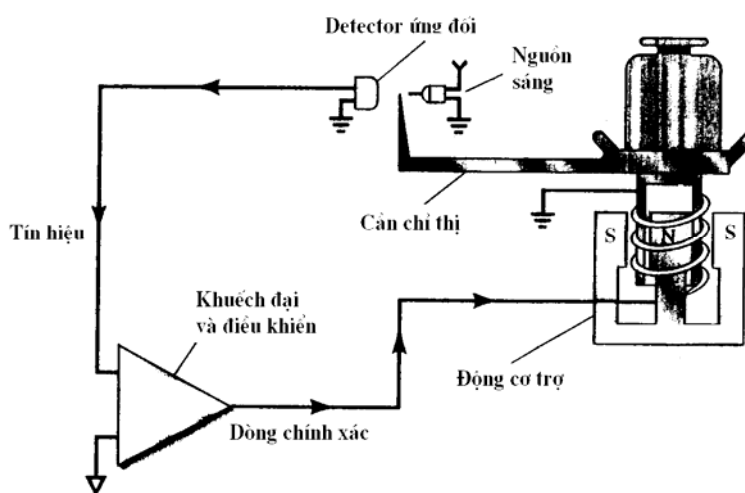 Detector ứng đối
Nguồn
sáng
Cần chỉ thị
Tín hiệu
S
N
S
Khuếch đại
và điều khiển
Động cơ trợ
Dòng chính xác